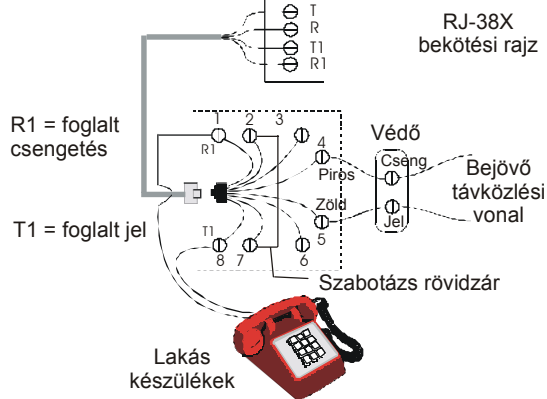 T
R
T1
R1
RJ-38X
bekötési rajz
R1 = foglalt
csengetés
1
2
3
R1
4
Piros
Védő
Cseng
Bejövő
távközlési
vonal
T1 = foglalt jel
Zöld
5
Jel
T1
8
7
6
Szabotázs rövidzár
Lakás
készülékek